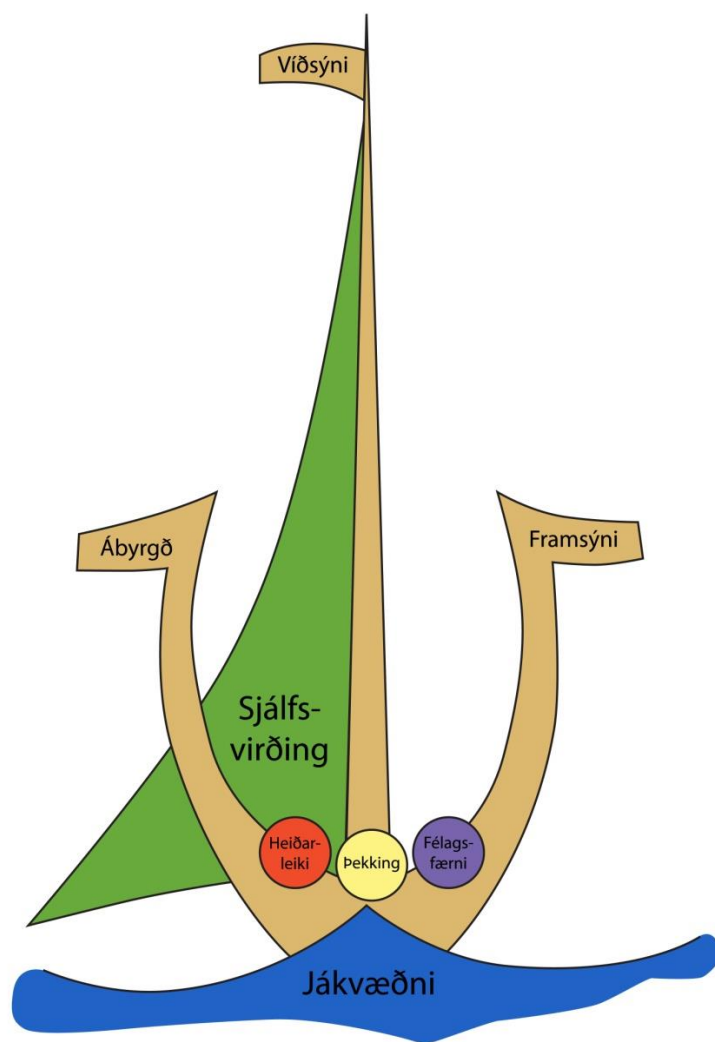 Víðsýni
Ábyrgð
Framsýni
Sjálfs-
virðing
Heiðar-
leiki
Þekking
Félags-
færni
Jákvæðni